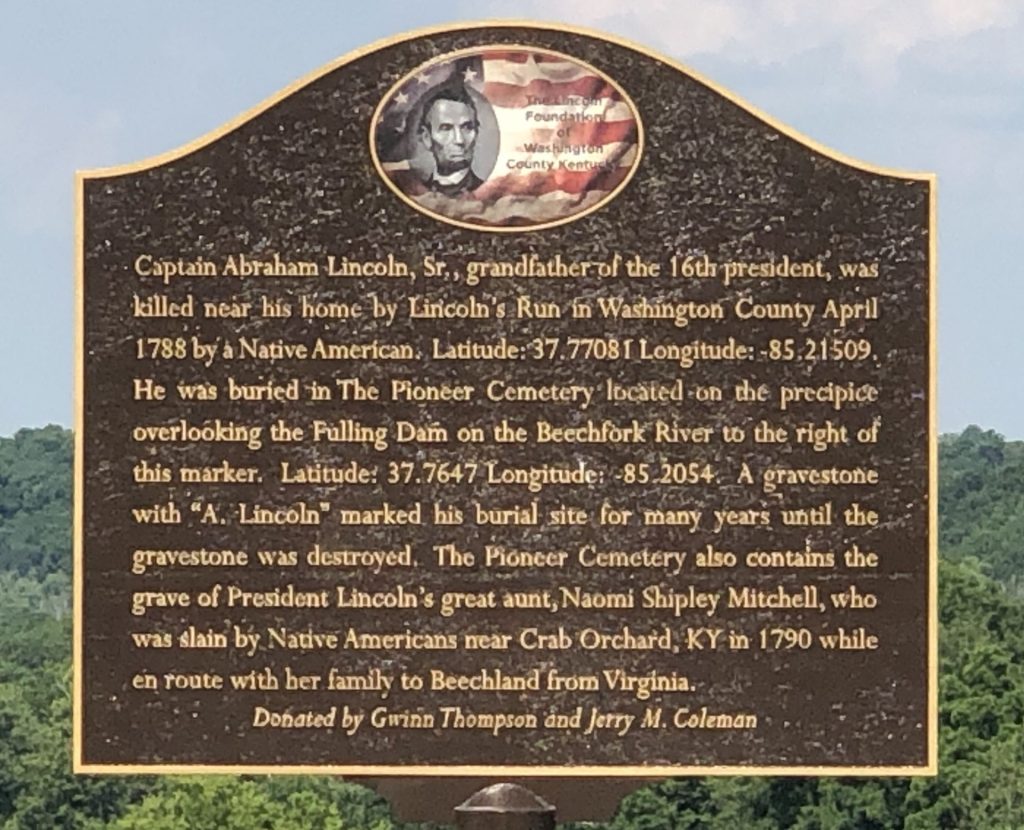 The Lincoln
Foundation
of
Washington
County Kentucky
Captain Abraham Lincoln, Sr., grandfather of the 16th president, was
killed near his home by Lincoln's Run in Washington County April
1788 by a Native American. Latitude: 37.77081 Longitude: -85.21509.
He was buried in The Pioneer Cemetery located on the precipice
overlooking the Fulling Dam on the Beechfork River to the right of
this marker. Latitude: 37.7647 Longitude: -85.2054. A gravestone
with "A. Lincoln" marked his burial site for many years until the
gravestone was destroyed. The Pioneer Cemetery also contains the
grave of President Lincoln's great aunt, Naomi Shipley Mitchell, who
was slain by Native Americans near Crab Orchard, KY in 1790 while
en route with her family to Beechland from Virginia.
Donated by Gwinn Thompson and Jerry M. Coleman